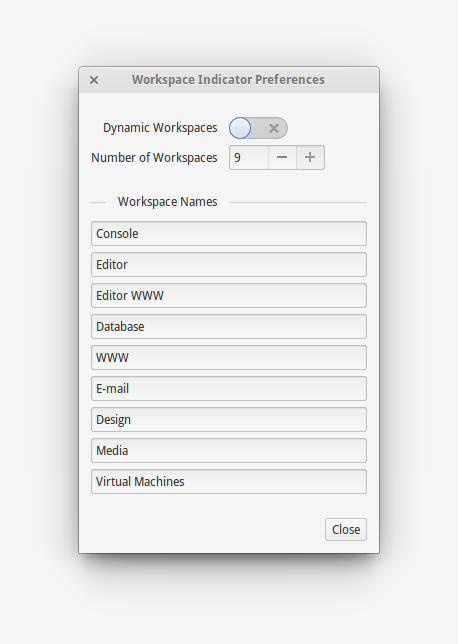 Workspace Indicator Preferences
Dynamic Workspaces
Number of Workspaces 9
Workspace Names
Console
Editor
Editor WWW
Database
WWW
E-mail
Design
Media
Virtual Machines
Close